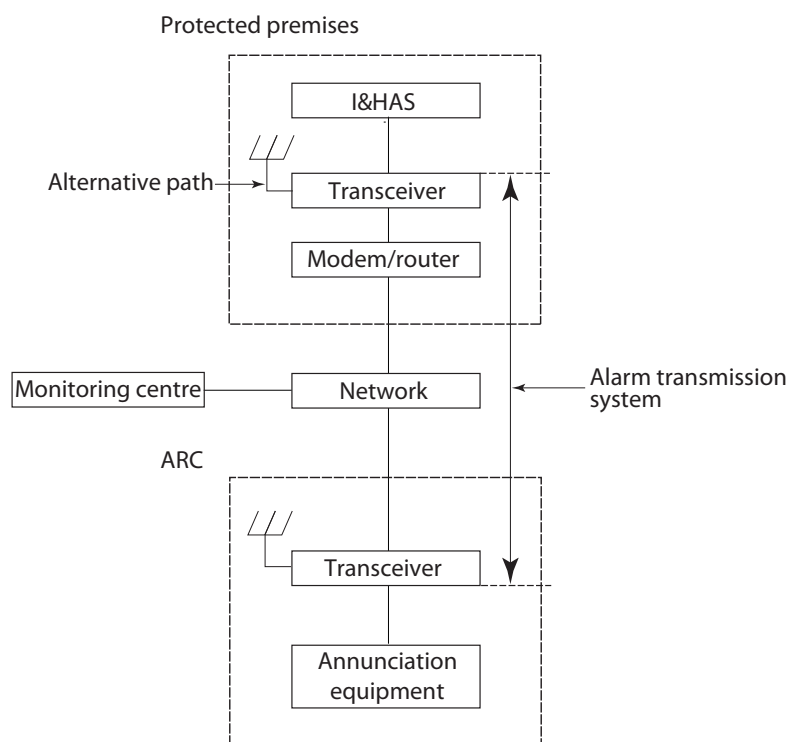 Protected premises
I&HAS
Alternative path
Transceiver
Modem/router
Monitoring centre
Network
Alarm transmission
system
ARC
Transceiver
Annunciation
equipment